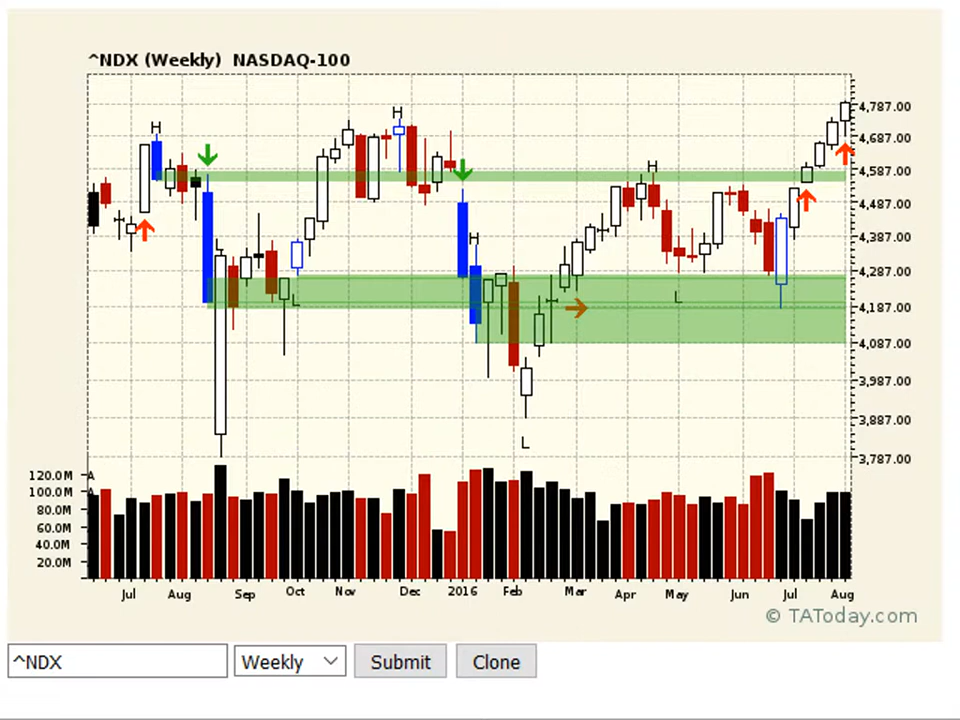 ^NDX (Weekly) NASDAQ-100
H
H
H
H
L
L
L
4,787.00
4,687.00
4,587.00
4,487.00
4,387.00
4,287.00
4,187.00
4,087.00
3,987.00
3,887.00
3,787.00
120.0M
100.0M
80.0M
60.0M
40.0M
20.0M
Jul Aug Sep Oct Nov Dec 2016 Feb Mar Apr May Jun Jul Aug
© TAToday.com
^NDX Weekly Submit Clone